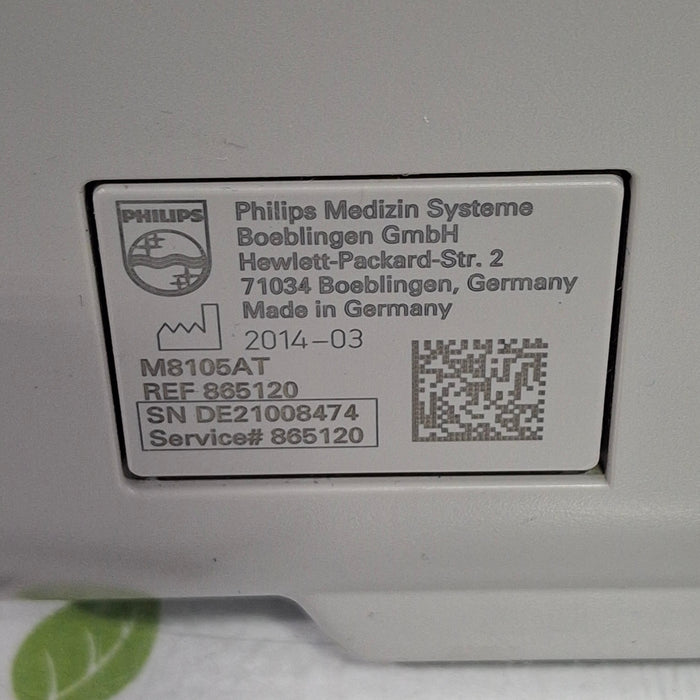 PHILIPS
Philips Medizin Systeme
Boeblingen GmbH
Hewlett-Packard-Str. 2
71034 Boeblingen, Germany
Made in Germany
2014-03
M8105AT
REF 865120
SN DE21008474
Service# 865120